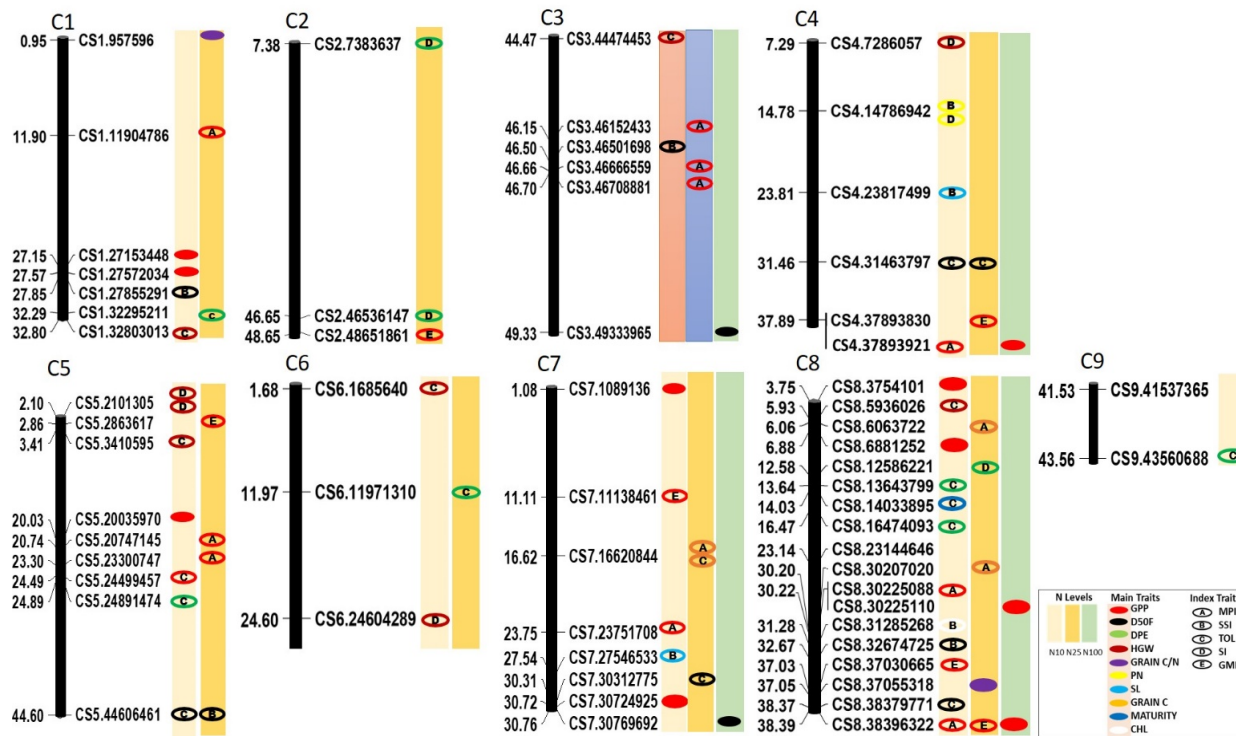 C1
0.95 CS1.957596
11.90 CS1.11904786 A
27.15 CS1.27153448
27.57 CS1.27572034
27.85 CS1.27855291 B
32.29 CS1.32295211 c
32.80 CS1.32803013 C
C2
7.38 CS2.7383637 D
46.65 CS2.46536147 D
48.65 CS2.48651861 E
C3
44.47 CS3.44474453 C
46.15 CS3.46152433 A
46.50 CS3.46501698 B
46.66 CS3.46666559 A
46.70 CS3.46708881 A
49.33 CS3.49333965
C4
7.29 CS4.7286057 D
14.78 CS4.14786942 B
D
23.81 CS4.23817499 B
31.46 CS4.31463797 C C
37.89 CS4.37893830 E
CS4.37893921 A
C5
D
2.10 CS5.2101305 D
2.86 CS5.2863617 E
3.41 CS5.3410595 C
20.03 CS5.20035970
20.74 CS5.20747145 A
23.30 CS5.23300747 A
24.49 CS5.24499457 C
24.89 CS5.24891474 C
44.60 CS5.44606461 C B
C6
1.68 CS6.1685640 C
11.97 CS6.11971310 C
24.60 CS6.24604289 D
C7
1.08 CS7.1089136
11.11 CS7.11138461 E
16.62 CS7.16620844 A
C
23.75 CS7.23751708 A
27.54 CS7.27546533 B
30.31 CS7.30312775 C
30.72 CS7.30724925
30.76 CS7.30769692
C8
3.75 CS8.3754101
5.93 CS8.5936026 C
6.06 CS8.6063722 A
6.88 CS8.6881252
12.58 CS8.12586221 D
13.64 CS8.13643799 C
14.03 CS8.14033895 C
16.47 CS8.16474093 C
23.14 CS8.23144646
30.20 CS8.30207020 A
30.22 CS8.30225088 A
CS8.30225110
31.28 CS8.31285268 B
32.67 CS8.32674725 B
37.03 CS8.37030665 E
37.05 CS8.37055318
38.37 CS8.38379771 C
38.39 CS8.38396322 A E
C9
41.53 CS9.41537365
43.56 CS9.43560688 C
N Levels
N10 N25 N100
Main Traits
GPP
D50F
DPE
HGW
GRAIN C/N
PN
SL
GRAIN C
MATURITY
CHL
Index Trait
A MPI
B SSI
C TOL
D SI
E GMI